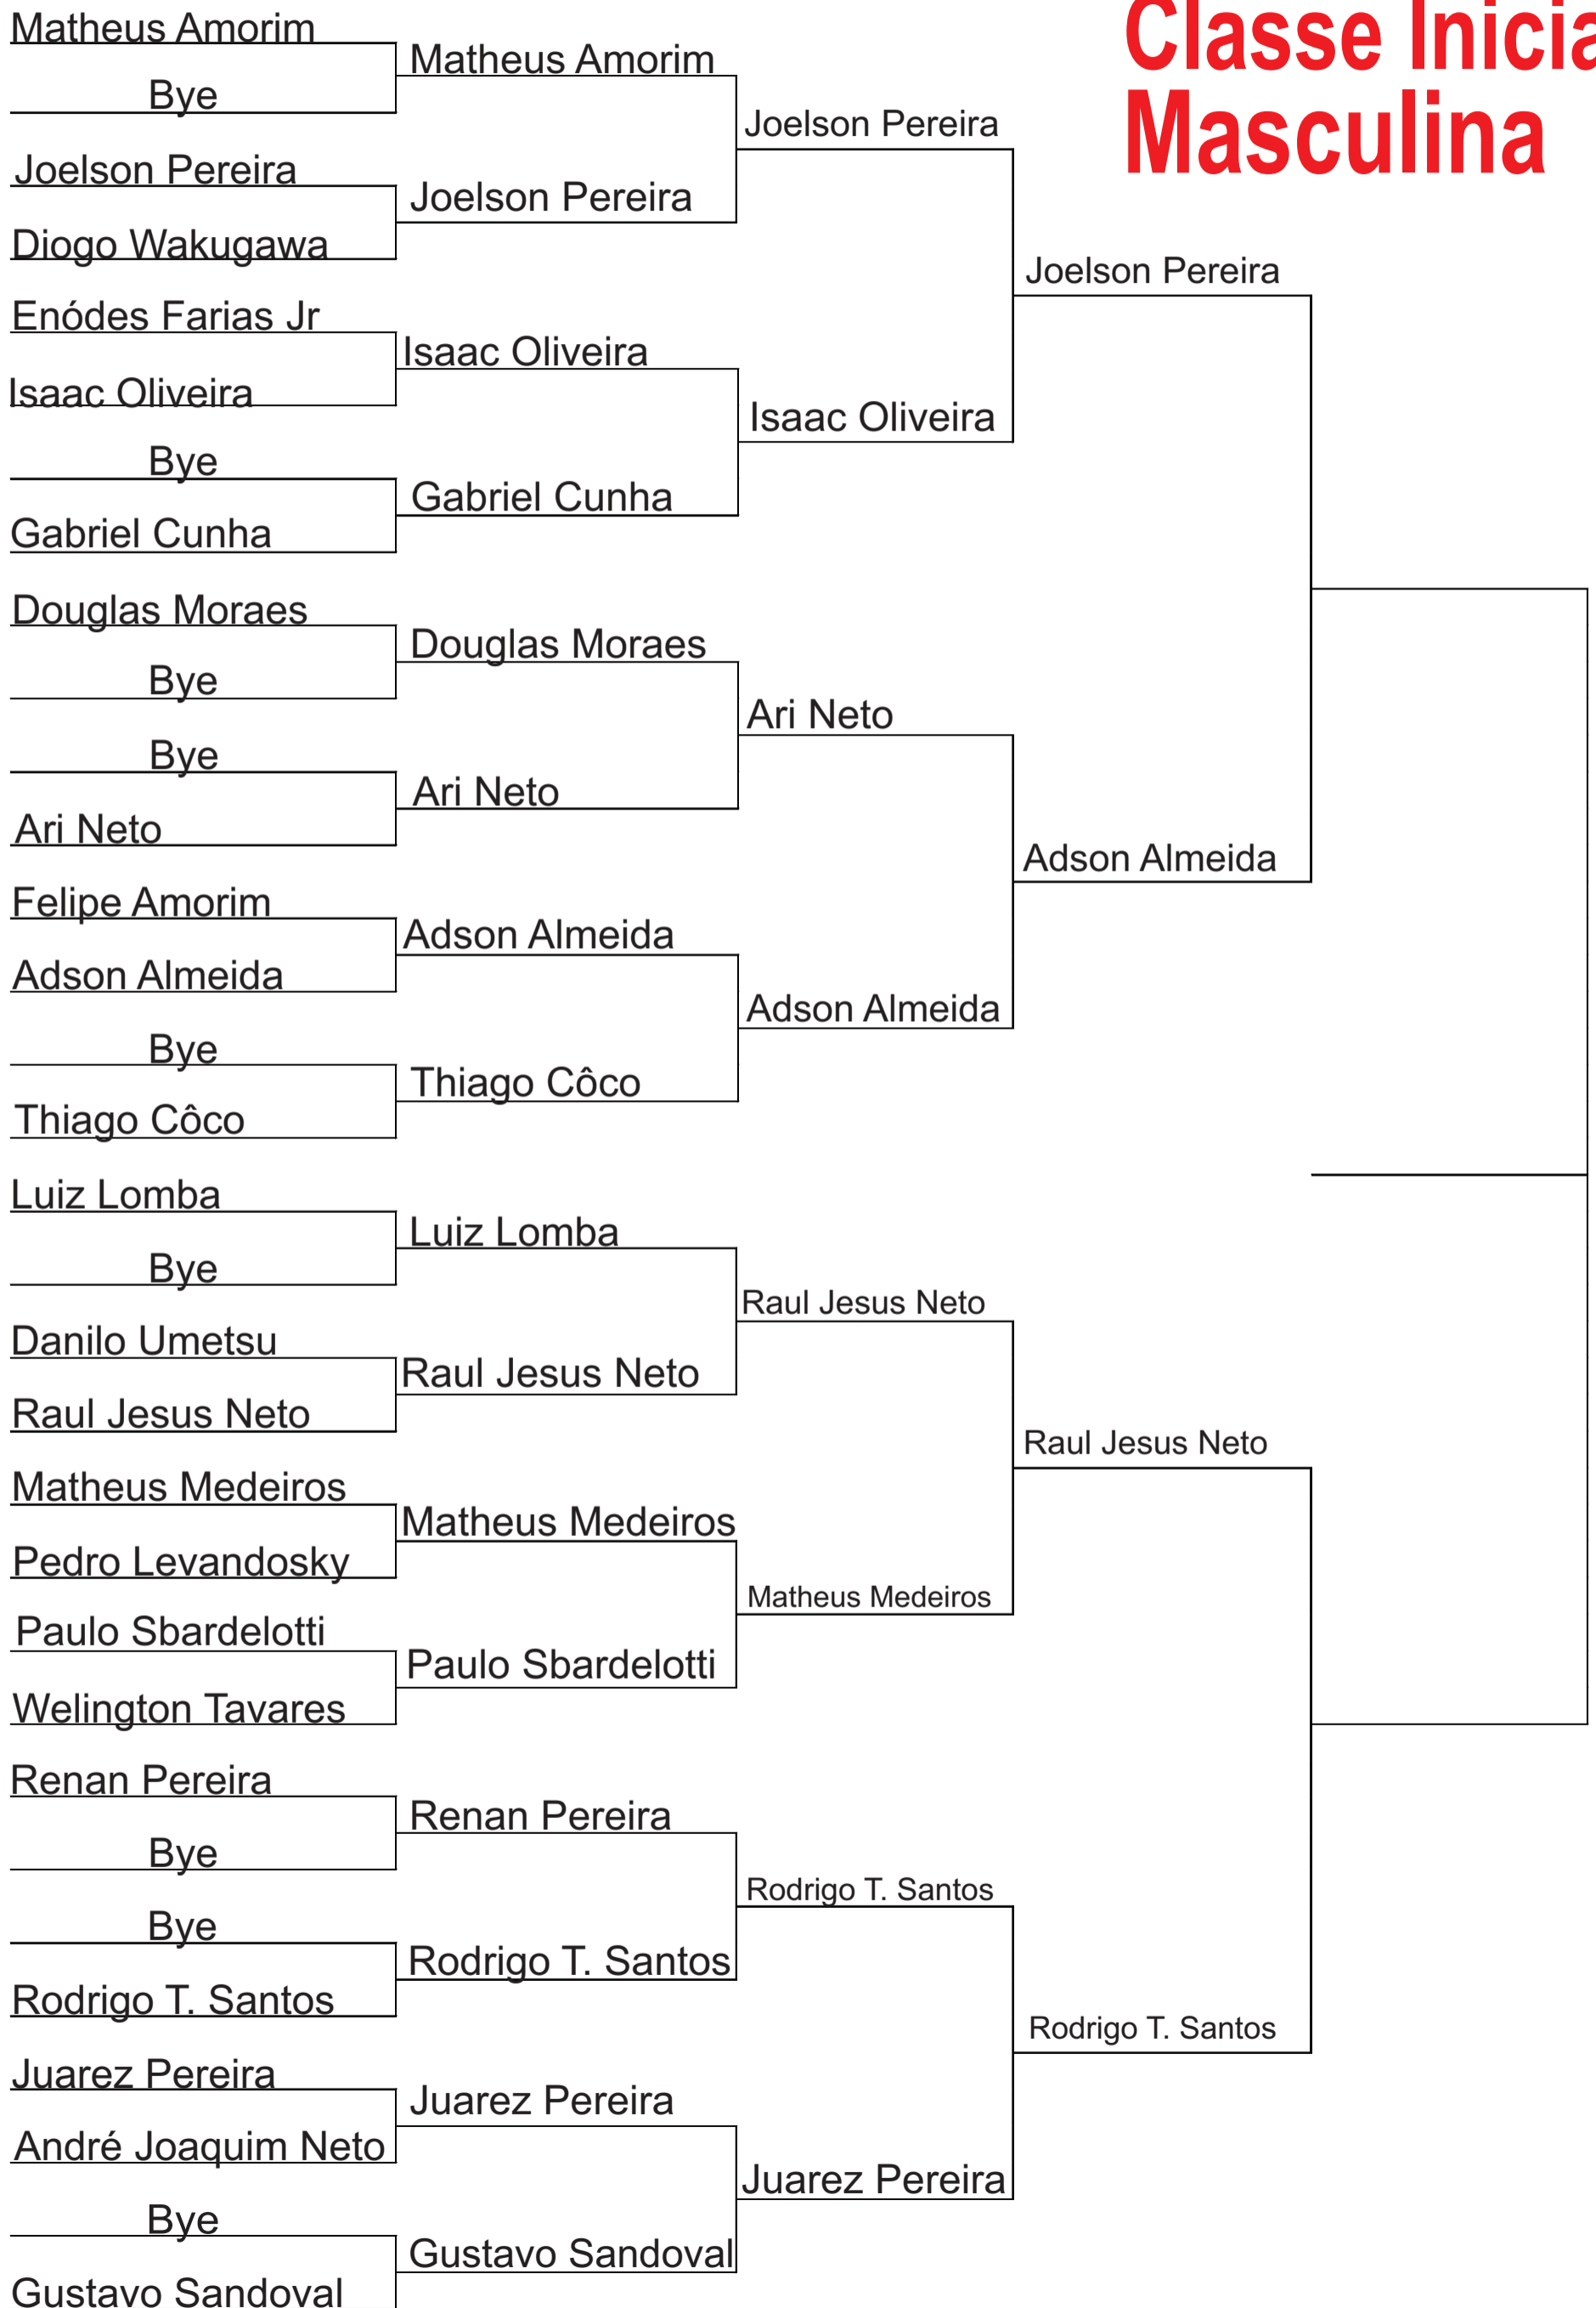 Classe Inicia
Masculina
Matheus Amorim
Bye
Joelson Pereira
Diogo Wakugawa
Enódes Farias Jr
Isaac Oliveira
Bye
Gabriel Cunha
Douglas Moraes
Bye
Bye
Ari Neto
Felipe Amorim
Adson Almeida
Bye
Thiago Côco
Luiz Lomba
Bye
Danilo Umetsu
Raul Jesus Neto
Matheus Medeiros
Pedro Levandosky
Paulo Sbardelotti
Welington Tavares
Renan Pereira
Bye
Bye
Rodrigo T. Santos
Juarez Pereira
André Joaquim Neto
Bye
Gustavo Sandoval
Matheus Amorim
Joelson Pereira
Isaac Oliveira
Gabriel Cunha
Douglas Moraes
Ari Neto
Adson Almeida
Thiago Côco
Luiz Lomba
Raul Jesus Neto
Matheus Medeiros
Paulo Sbardelotti
Renan Pereira
Rodrigo T. Santos
Juarez Pereira
Gustavo Sandoval
Joelson Pereira
Isaac Oliveira
Ari Neto
Adson Almeida
Raul Jesus Neto
Matheus Medeiros
Rodrigo T. Santos
Juarez Pereira
Joelson Pereira
Adson Almeida
Raul Jesus Neto
Rodrigo T. Santos